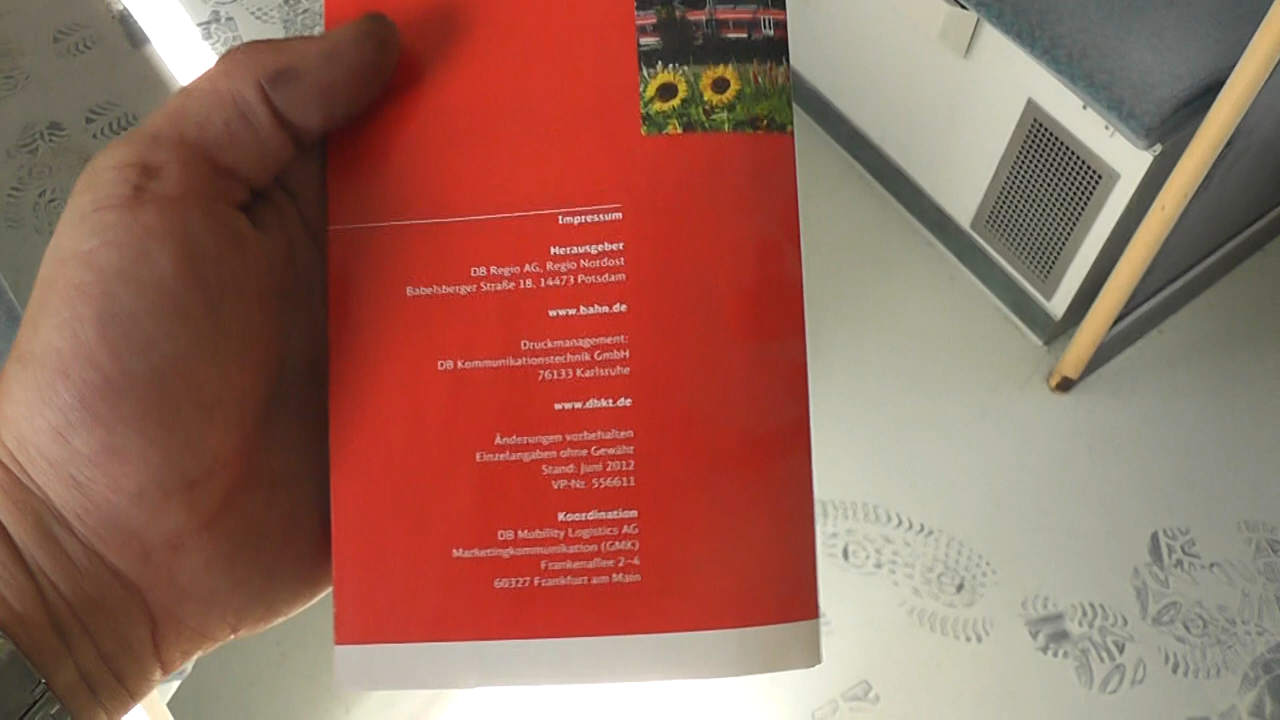 Impressum
Herausgeber
DB Regio AG, Regio Nordost
Babelsberger Straße 18, 14473 Potsdam
www.bahn.de
Druckmanagement:
DB Kommunikationstechnik GmbH
76133 Karlsruhe
www.dbkt.de
Änderungen vorbehalten
Einzelangaben ohne Gewähr
Stand: Juni 2012
VP-Nr. 556611
Koordination
DB Mobility Logistics AG
Marketingkommunikation (GMK)
Frankenallee 2-4
60327 Frankfurt am Main